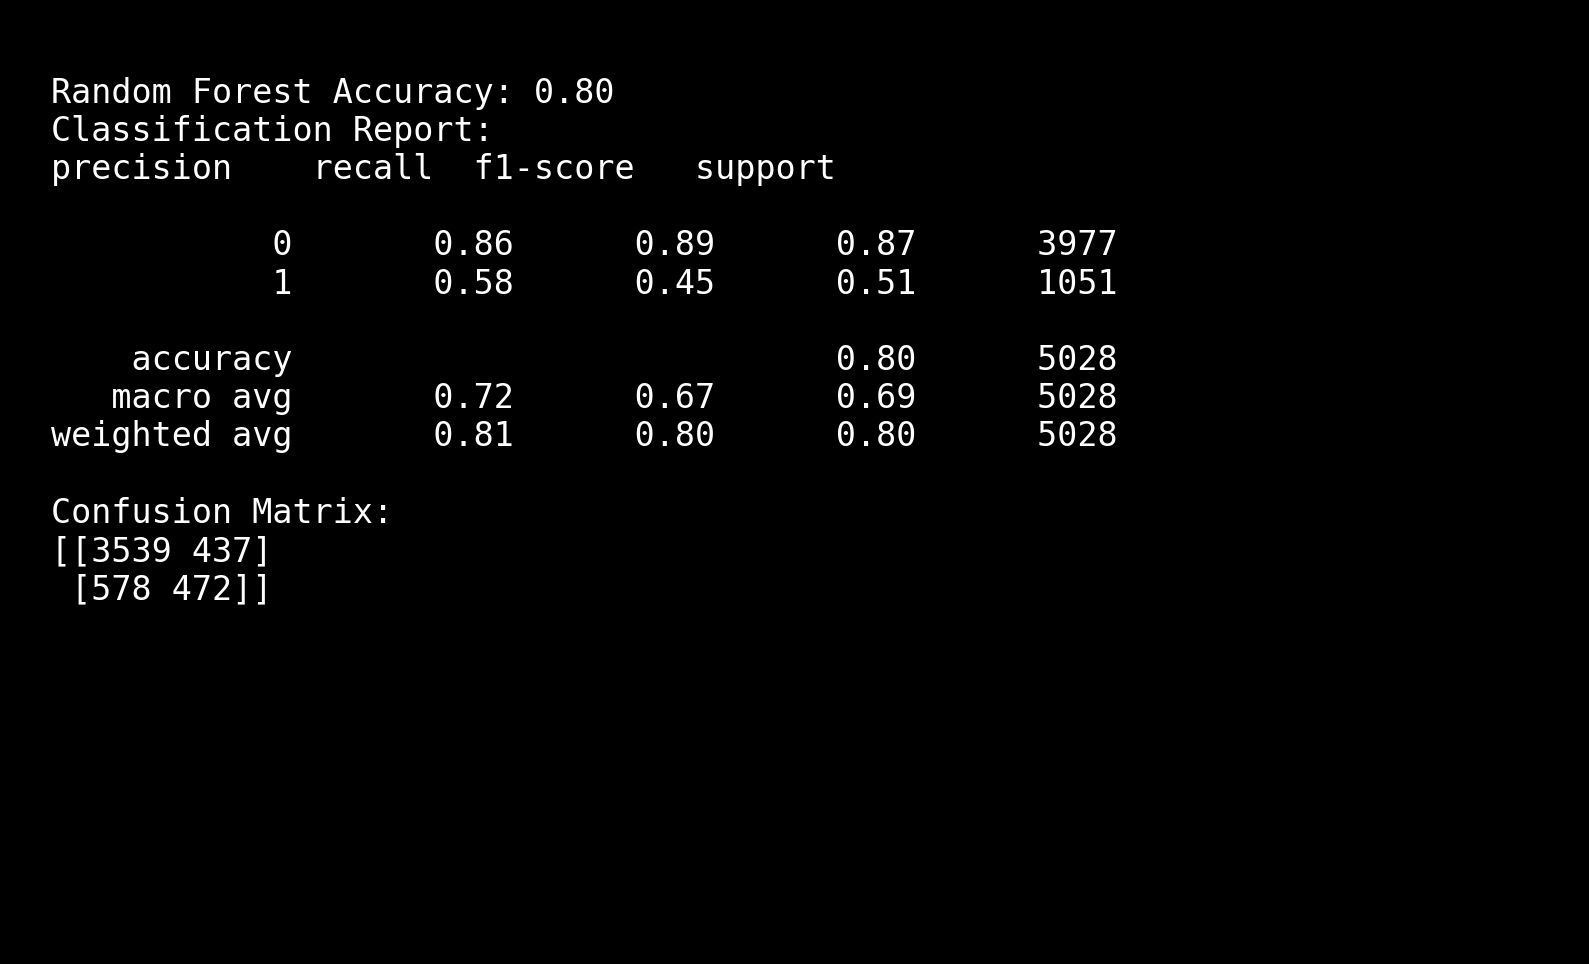 Random Forest Accuracy: 0.80
Classification Report:
precision    recall  f1-score   support
0       0.86      0.89      0.87      3977
1       0.58      0.45      0.51      1051
accuracy                           0.80      5028
macro avg       0.72      0.67      0.69      5028
weighted avg       0.81      0.80      0.80      5028
Confusion Matrix:
[[3539 437]
[578 472]]